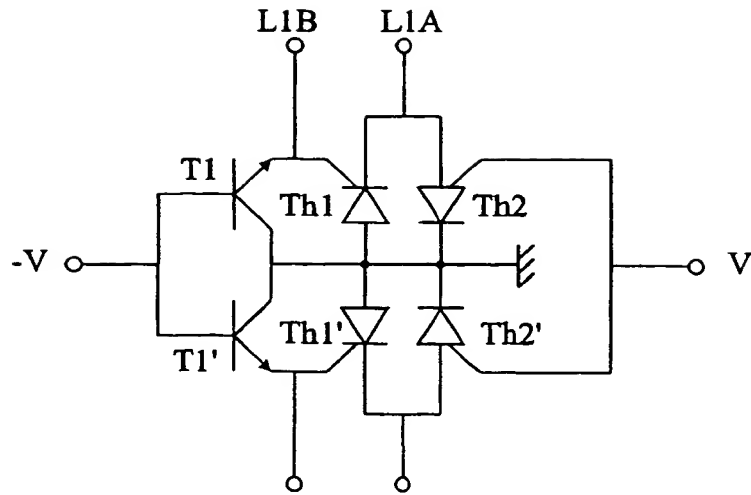 L1B L1A
T1
Th1
Th2
-V
V
T1'
Th1'
Th2'